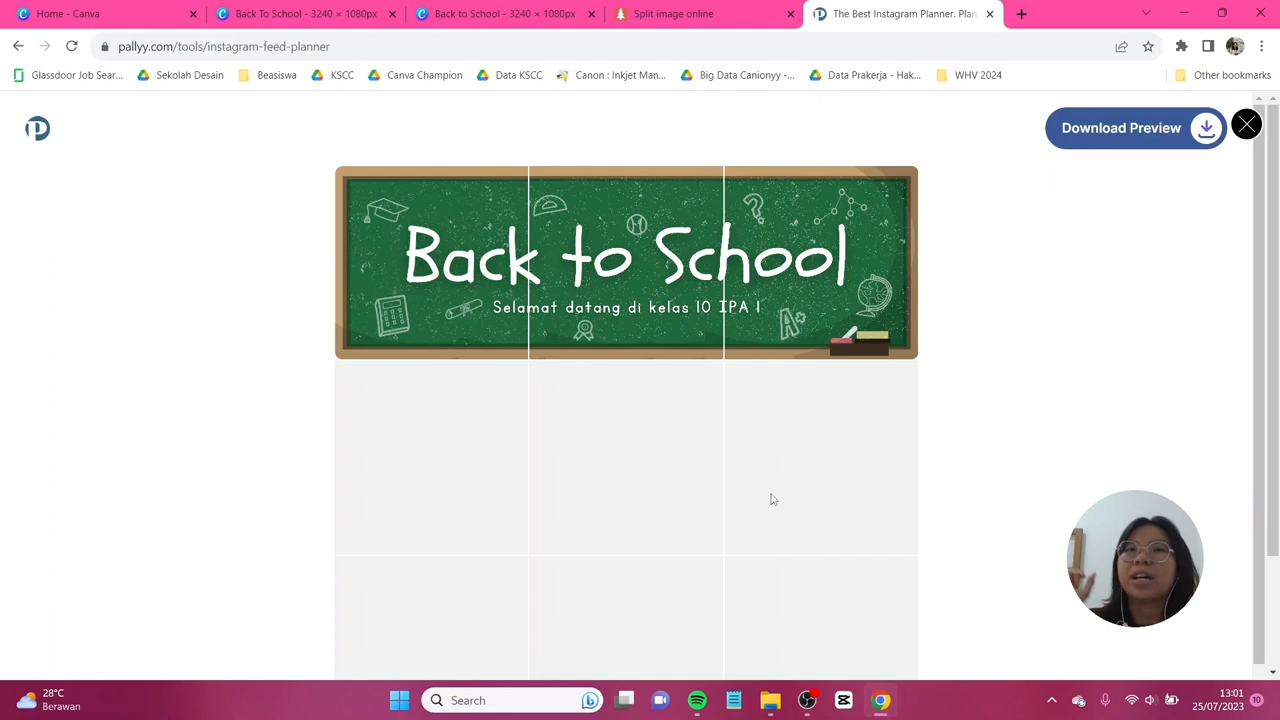 Home - Canva
Back To School - 3240 × 1080px
Back to School - 3240 × 1080px
Split image online
The Best Instagram Planner. Plan
pallyy.com/tools/instagram-feed-planner
Glassdoor Job Sear...
Sekolah Desain
Beasiswa
KSCC
Canva Champion
Data KSCC
Canon : Inkjet Man...
Big Data Canionyy -...
Data Prakerja - Hak...
WHV 2024
Other bookmarks
Download Preview
Back to School
Selamat datang di kelas 10 IPA 1
A+
28°C
Berawan
Search
13:01
25/07/2023
10